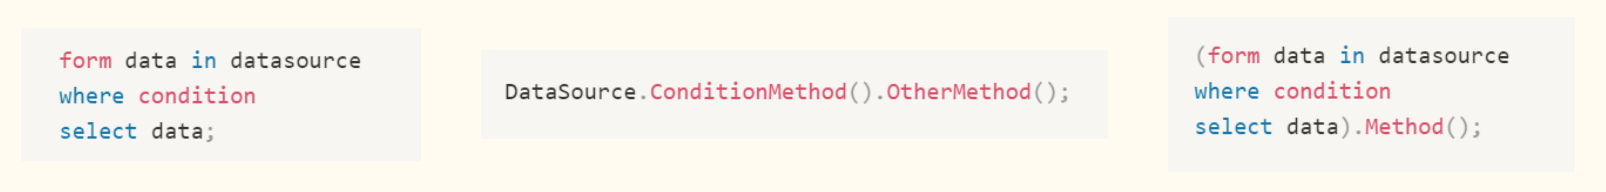 form data in datasource
where condition
select data;
DataSource.ConditionMethod().OtherMethod();
(form data in datasource
where condition
select data).Method();